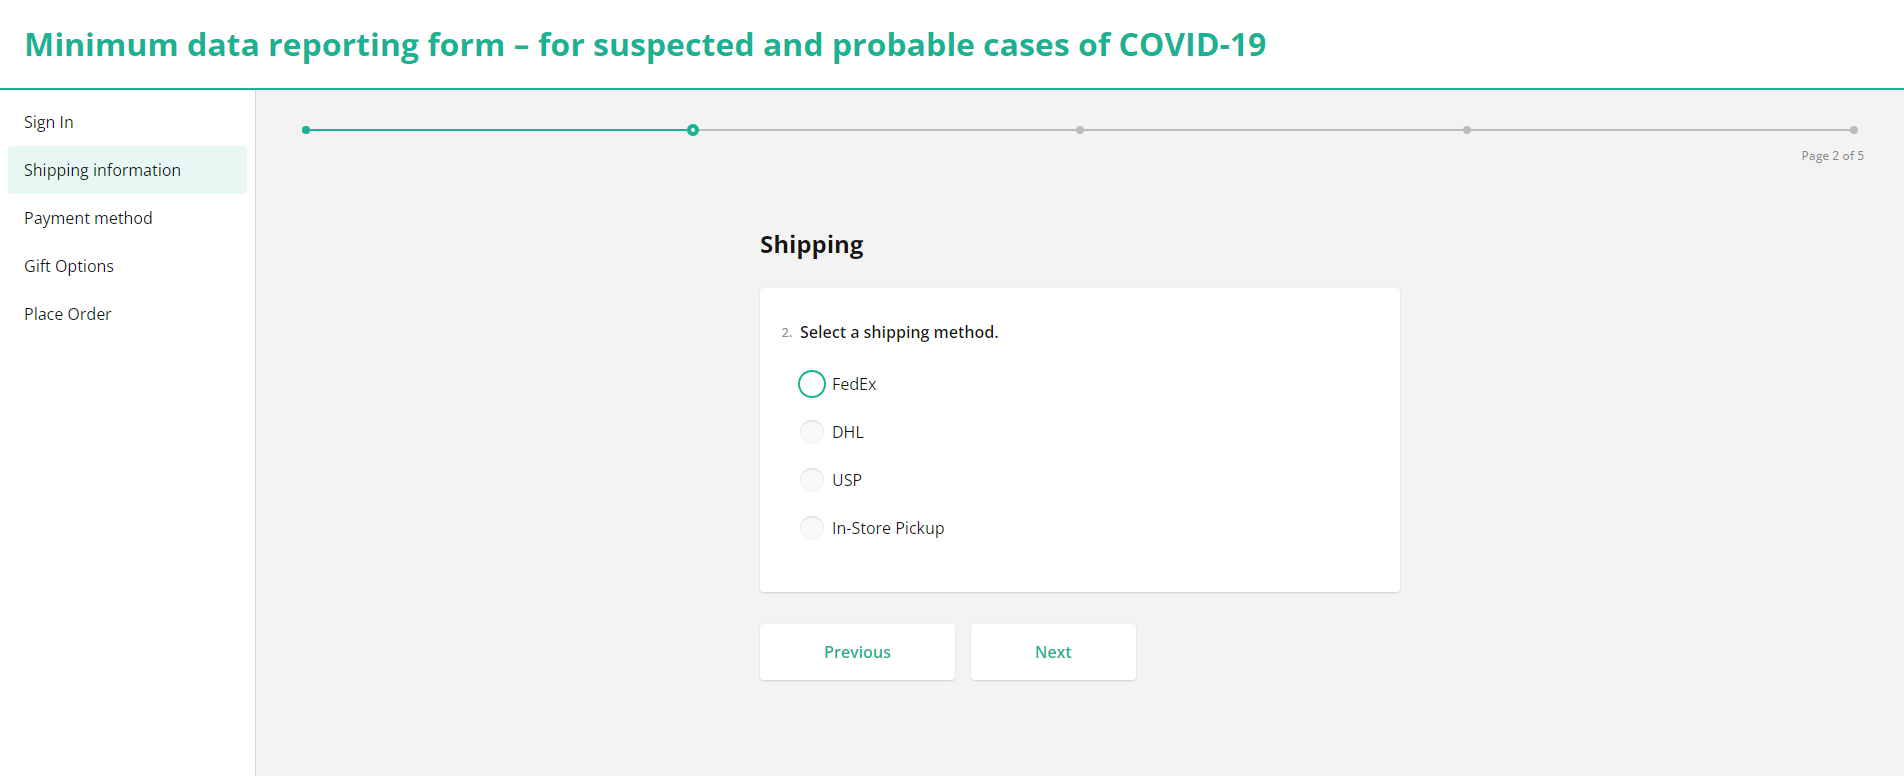 Minimum data reporting form – for suspected and probable cases of COVID-19
Sign In
Shipping information
Payment method
Gift Options
Place Order
Page 2 of 5
Shipping
2. Select a shipping method.
FedEx
DHL
USP
In-Store Pickup
Previous
Next